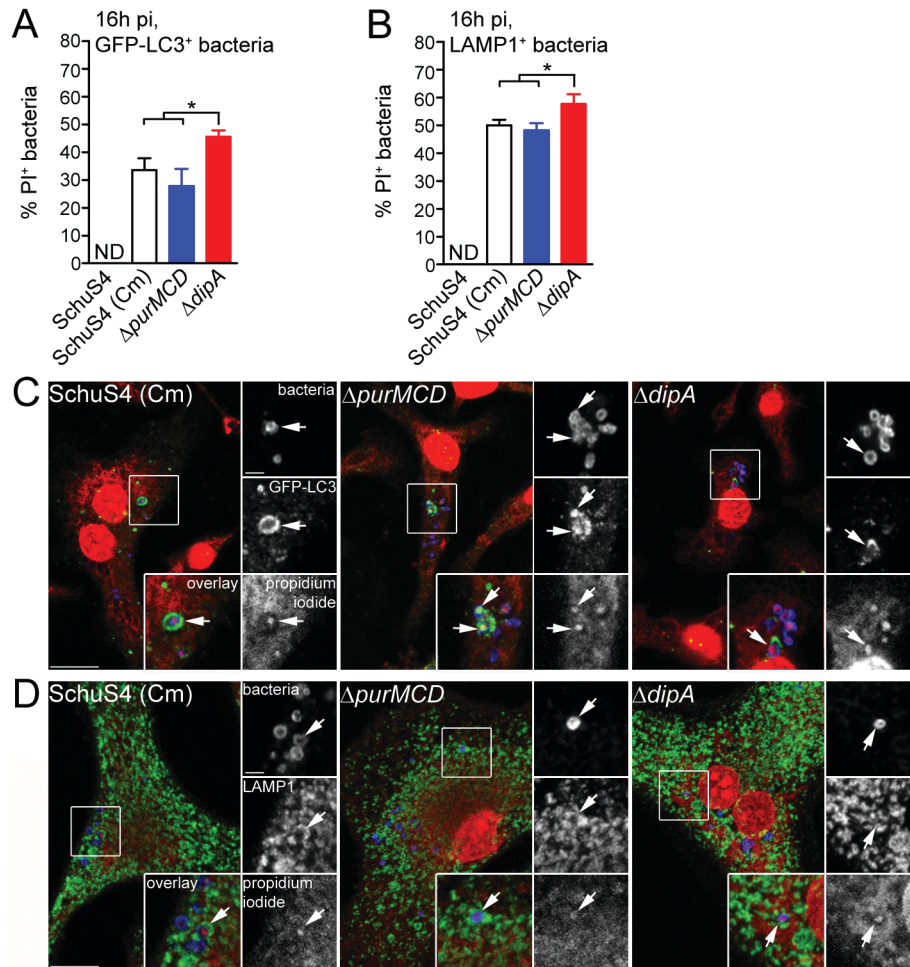 A
16h pi,
GFP-LC3⁺ bacteria
% PI⁺ bacteria
80
70
60
50
40
30
20
10
0
*
ND
SchuS4
SchuS4 (Cm)
ΔpurMCD
ΔdipA
B
16h pi,
LAMP1⁺ bacteria
% PI⁺ bacteria
80
70
60
50
40
30
20
10
0
*
ND
SchuS4
SchuS4 (Cm)
ΔpurMCD
ΔdipA
C
SchuS4 (Cm)
bacteria
GFP-LC3
overlay
propidium
iodide
ΔpurMCD
ΔdipA
D
SchuS4 (Cm)
bacteria
LAMP1
overlay
propidium
iodide
ΔpurMCD
ΔdipA